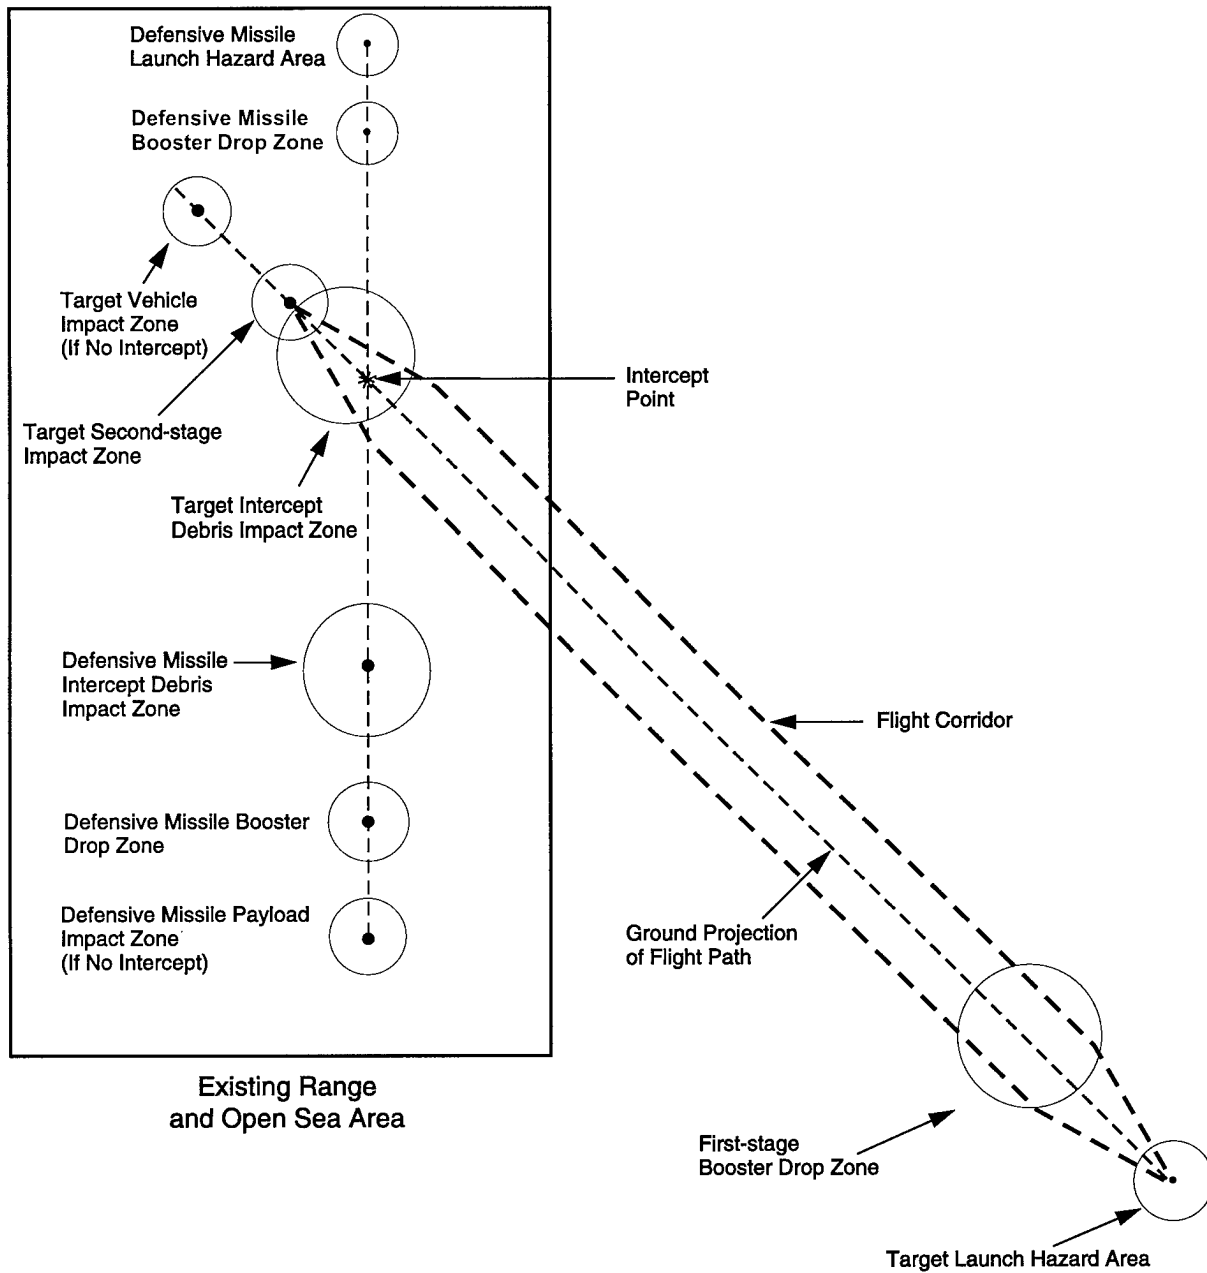 Defensive Missile
Launch Hazard Area
Defensive Missile
Booster Drop Zone
Target Vehicle
Impact Zone
(If No Intercept)
Intercept
Point
Target Second-stage
Impact Zone
Target Intercept
Debris Impact Zone
Defensive Missile
Intercept Debris
Impact Zone
Flight Corridor
Defensive Missile Booster
Drop Zone
Defensive Missile Payload
Impact Zone
(If No Intercept)
Ground Projection
of Flight Path
Existing Range
and Open Sea Area
First-stage
Booster Drop Zone
Target Launch Hazard Area